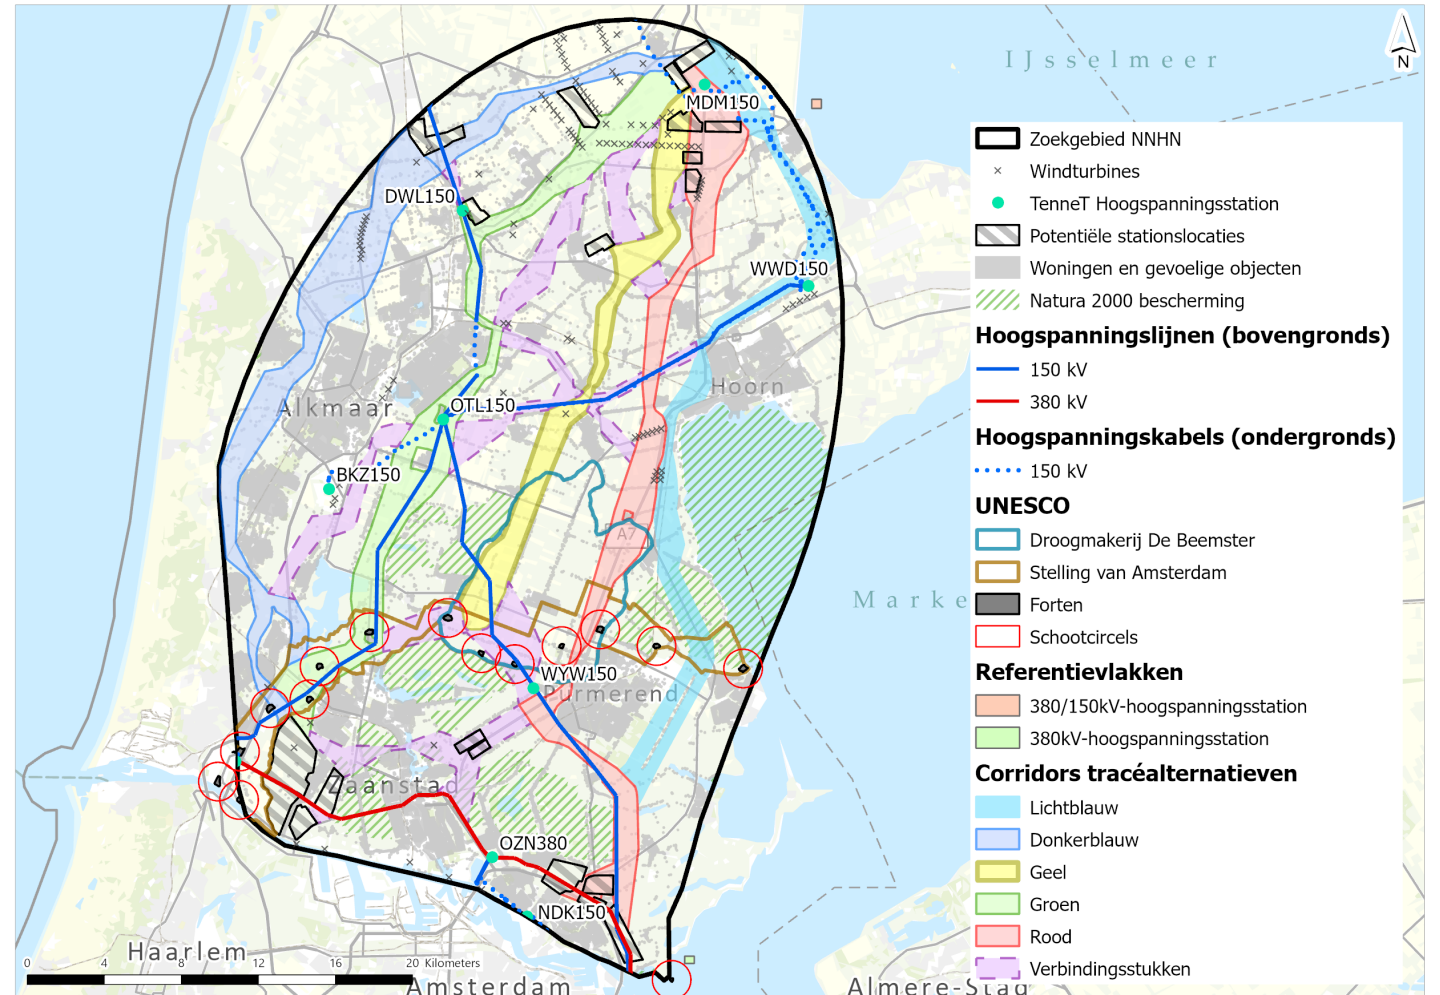 IJsselmeer
N
MDM150
Zoekgebied NNHN
Windturbines
DWL150
TenneT Hoogspanningsstation
Potentiële stationslocaties
WWD150
Woningen en gevoelige objecten
Natura 2000 bescherming
Hoogspanningslijnen (bovengronds)
150 kV
Hoorn
380 kV
Alkmaar
OTL150
Hoogspanningskabels (ondergronds)
BKZ150
150 kV
UNESCO
A7
Droogmakerij De Beemster
Stelling van Amsterdam
Marke
Forten
Schootcircels
WYW150
Referentievlakken
Purmerend
380/150kV-hoogspanningsstation
380kV-hoogspanningsstation
Corridors tracéalternatieven
Zaanstad
Lichtblauw
OZN380
Donkerblauw
Geel
NDK150
Groen
Rood
Haarlem
0 4 8 12 16 20 Kilometers
Verbindingsstukken
Amsterdam
Almere-Stad